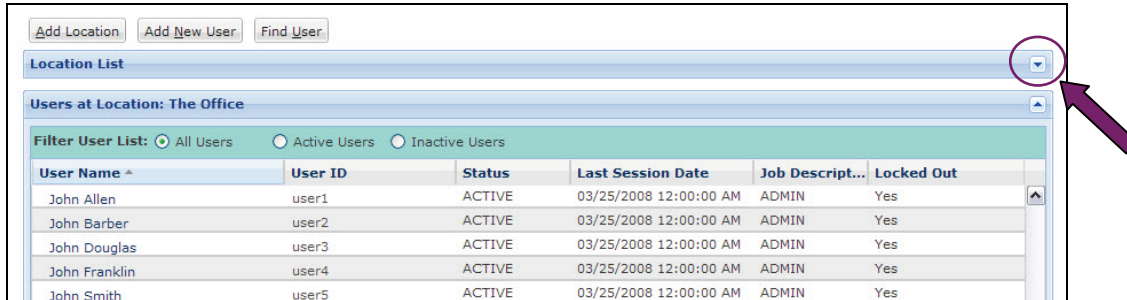 Add Location Add New User Find User
Location List
Users at Location: The Office
Filter User List: All Users Active Users Inactive Users
User Name User ID Status Last Session Date Job Descript... Locked Out
John Allen user1 ACTIVE 03/25/2008 12:00:00 AM ADMIN Yes
John Barber user2 ACTIVE 03/25/2008 12:00:00 AM ADMIN Yes
John Douglas user3 ACTIVE 03/25/2008 12:00:00 AM ADMIN Yes
John Franklin user4 ACTIVE 03/25/2008 12:00:00 AM ADMIN Yes
John Smith user5 ACTIVE 03/25/2008 12:00:00 AM ADMIN Yes